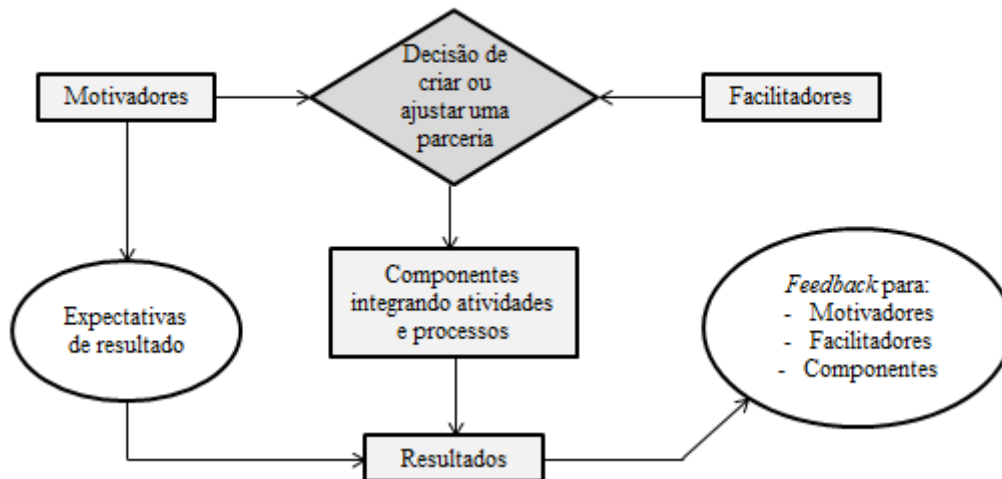 Motivadores
Decisão de
criar ou
ajustar uma
parceria
Facilitadores
Expectativas
de resultado
Componentes
integrando atividades
e processos
Feedback para:
- Motivadores
- Facilitadores
- Componentes
Resultados